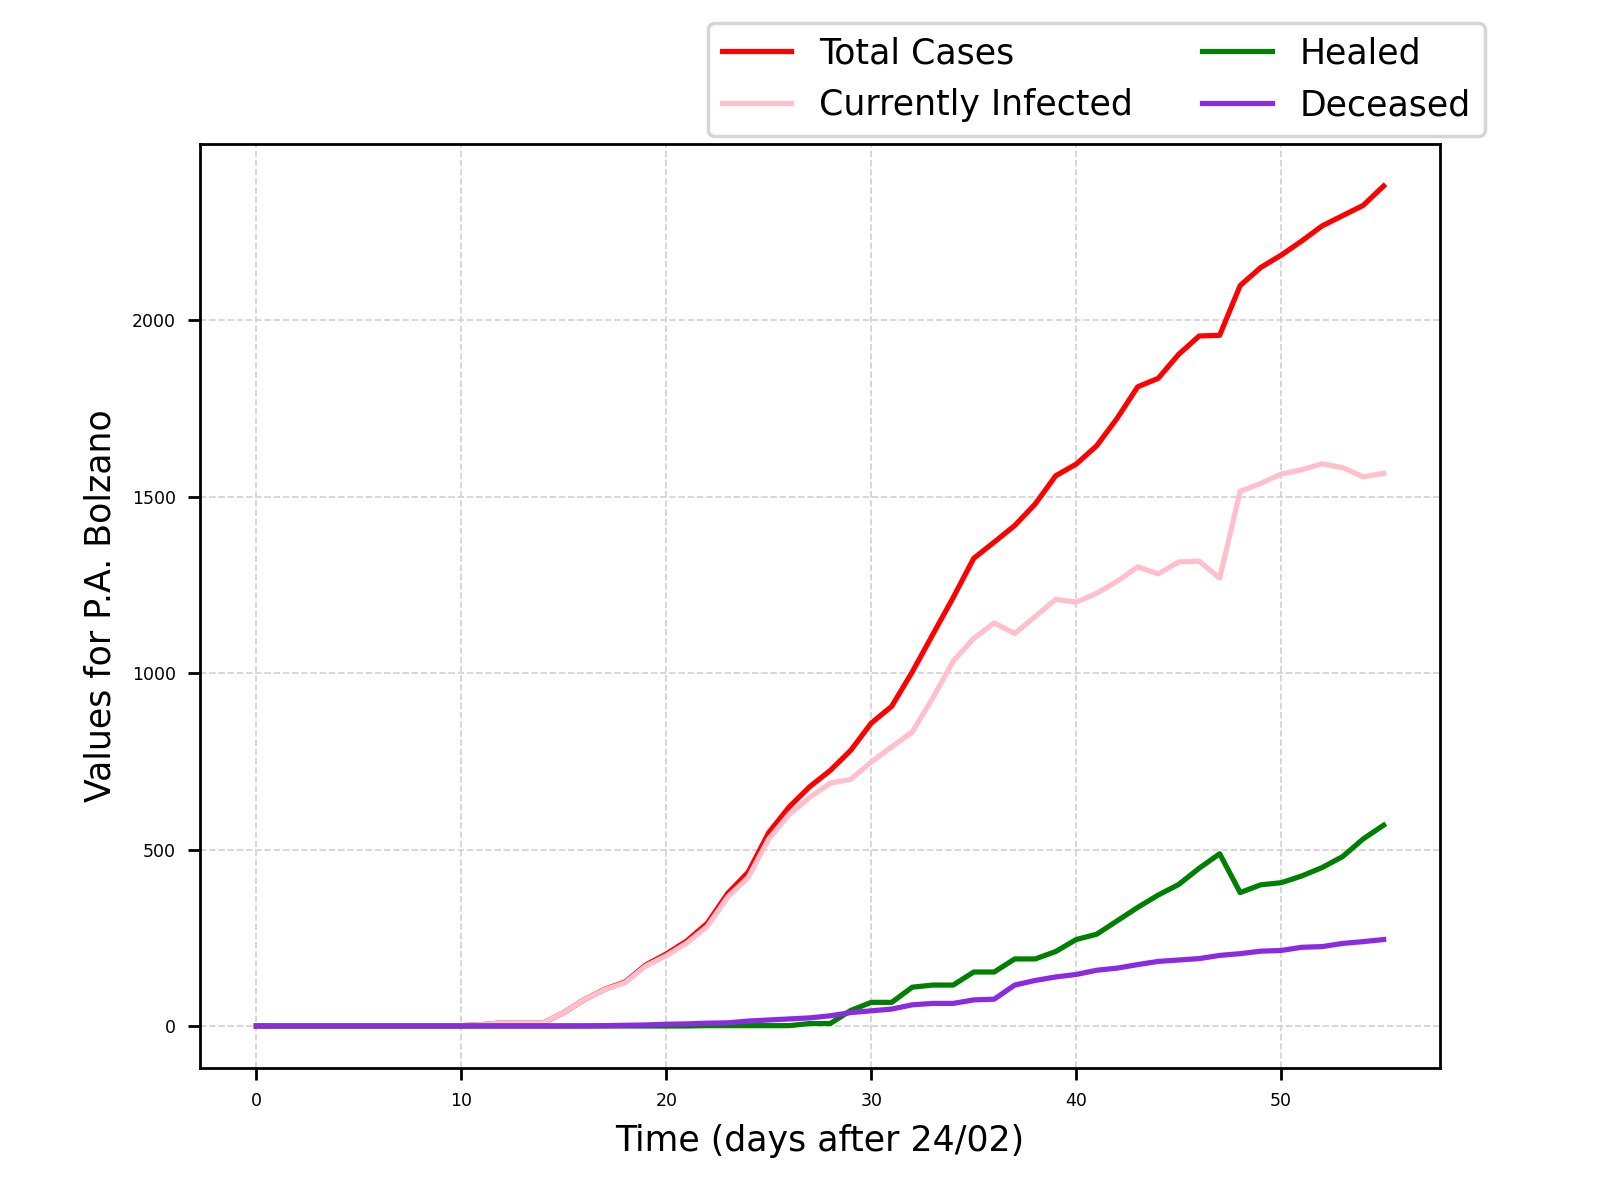 Total Cases
Currently Infected
Healed
Deceased
2000
1500
1000
500
0
Values for P.A. Bolzano
0 10 20 30 40 50
Time (days after 24/02)